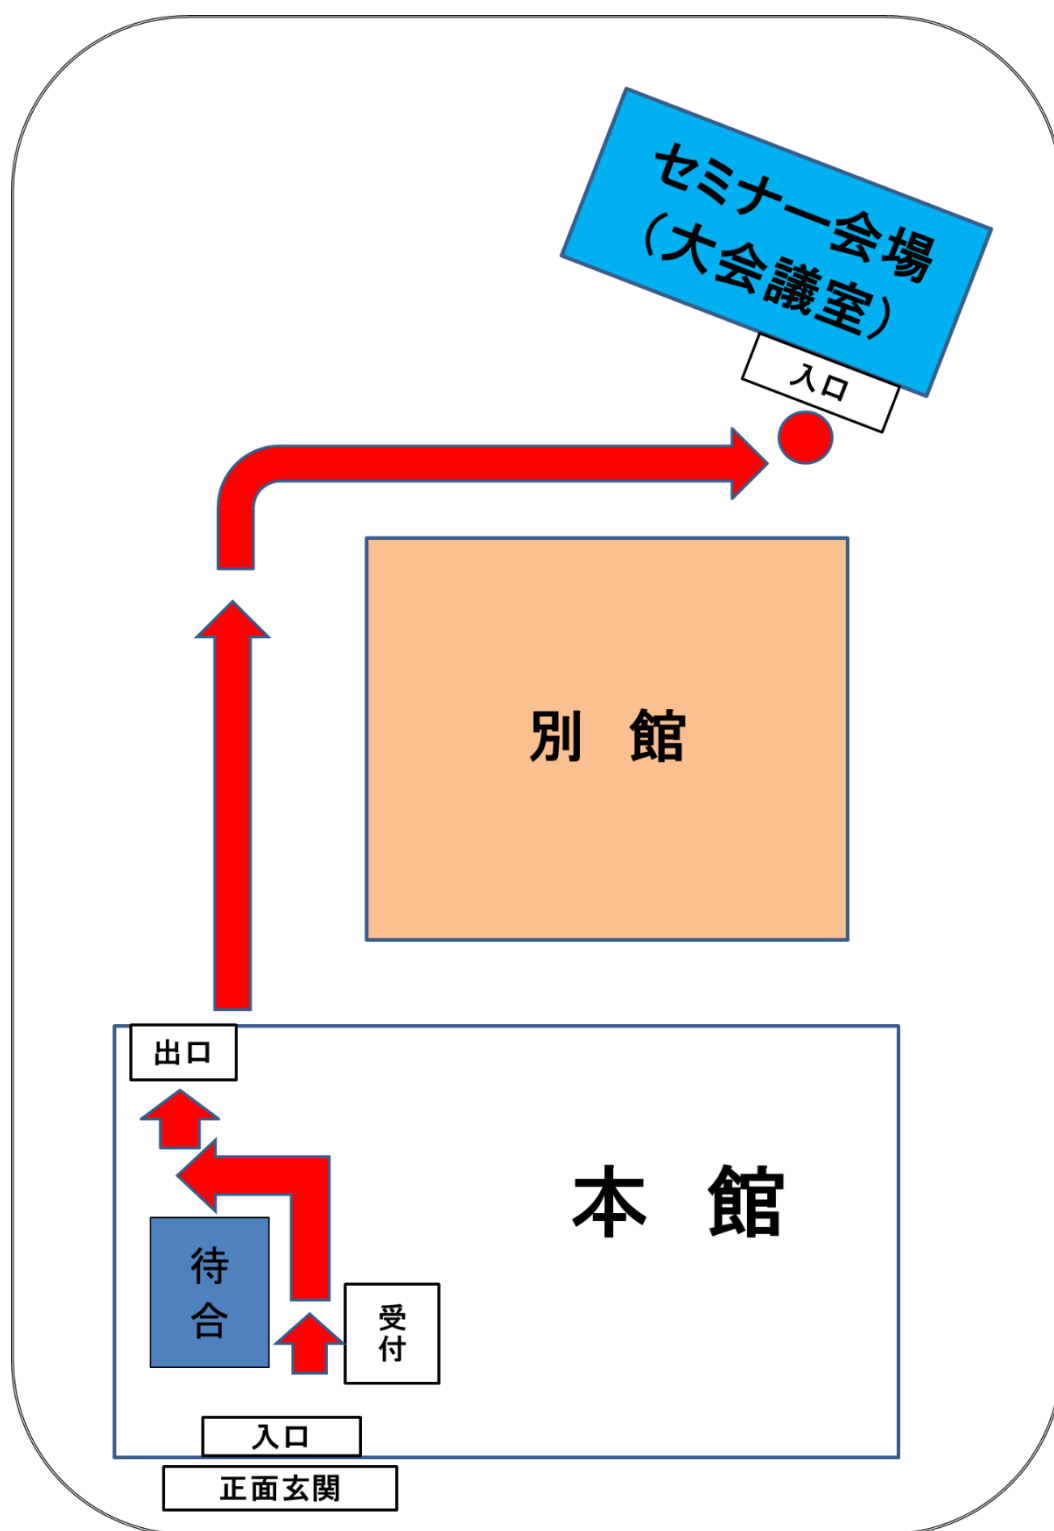 セミナー会場
（大会議室）
入口
別　館
出口
本　館
待
合
受
付
入口
正面玄関